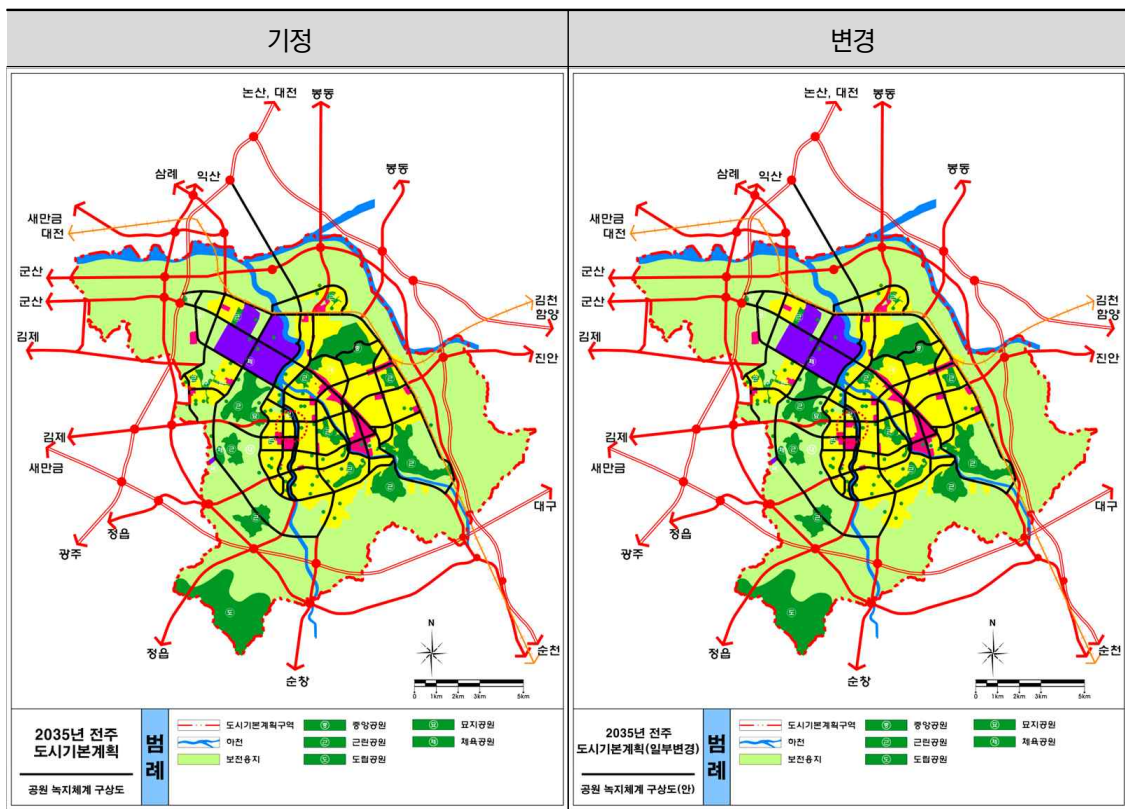 기정
변경
논산, 대전
봉동
봉동
삼례
익산
새만금
대전
군산
군산
김제
김천
함양
진안
김제
새만금
대구
정읍
광주
정읍
순창
순천
N
0 1km 2km 3km 5km
2035년 전주
도시기본계획
공원 녹지체계 구상도
범례
도시기본계획구역
하천
보전용지
중앙공원
근린공원
도립공원
묘지공원
체육공원
논산, 대전
봉동
봉동
삼례
익산
새만금
대전
군산
군산
김제
김천
함양
진안
김제
새만금
대구
정읍
광주
정읍
순창
순천
N
0 1km 2km 3km 5km
2035년 전주
도시기본계획(일부변경)
공원 녹지체계 구상도(안)
범례
도시기본계획구역
하천
보전용지
중앙공원
근린공원
도립공원
묘지공원
체육공원